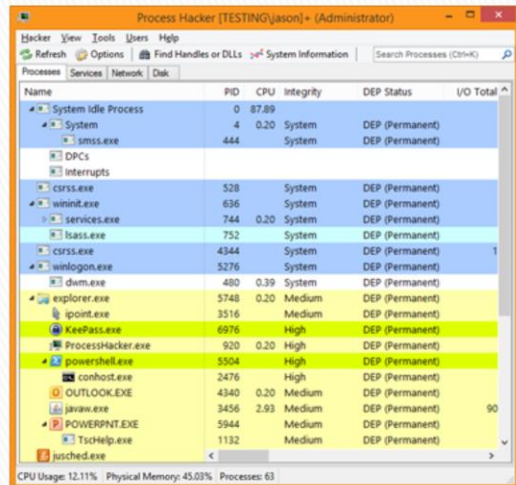 Process Hacker [TESTING\jason]+ (Administrator)
Hacker View Tools Users Help
Refresh Options Find Handles or DLLs System Information Search Processes (Ctrl+K)
Processes Services Network Disk
Name PID CPU Integrity DEP Status I/O Total
System Idle Process 0 87.89
System 4 0.20 System DEP (Permanent)
smss.exe 444 System DEP (Permanent)
DPCs
Interrupts
csrss.exe 528 System DEP (Permanent)
wininit.exe 636 System DEP (Permanent)
services.exe 744 0.20 System DEP (Permanent)
lsass.exe 752 System DEP (Permanent)
csrss.exe 4344 System DEP (Permanent) 1
winlogon.exe 5276 System DEP (Permanent)
dwm.exe 480 0.39 System DEP (Permanent)
explorer.exe 5748 0.20 Medium DEP (Permanent)
ipoint.exe 3516 Medium DEP (Permanent)
KeePass.exe 6976 High DEP (Permanent)
ProcessHacker.exe 920 0.20 High DEP (Permanent)
powershell.exe 5504 High DEP (Permanent)
conhost.exe 2476 High DEP (Permanent)
OUTLOOK.EXE 4340 0.20 Medium DEP (Permanent)
javaw.exe 3456 2.93 Medium DEP (Permanent) 90
POWERPNT.EXE 5944 Medium DEP (Permanent)
TscHelp.exe 1132 Medium DEP (Permanent)
jusched.exe
CPU Usage: 12.11% Physical Memory: 45.03% Processes: 63